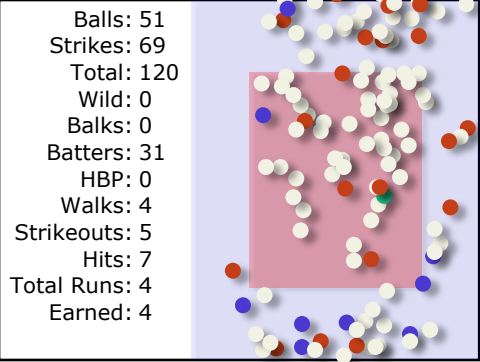 Balls: 51
Strikes: 69
Total: 120
Wild: 0
Balks: 0
Batters: 31
HBP: 0
Walks: 4
Strikeouts: 5
Hits: 7
Total Runs: 4
Earned: 4